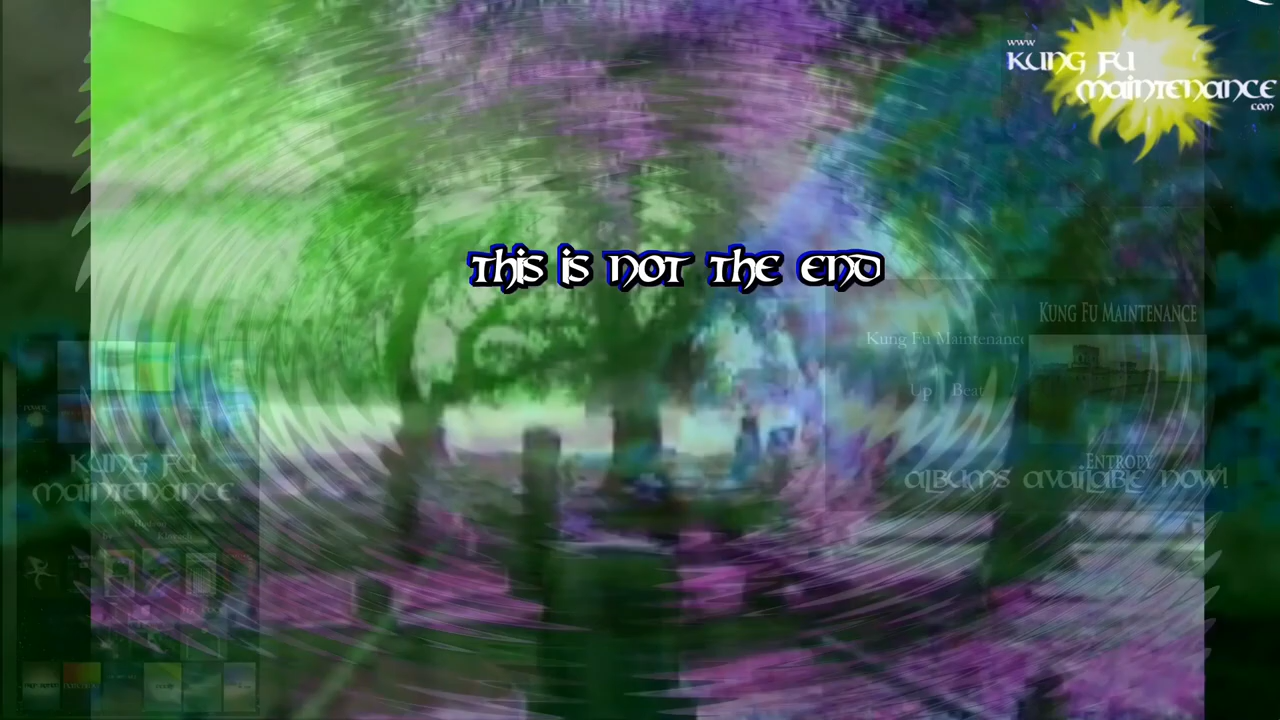 www
Kung Fu
Maintenance
.com
This is not the end
Kung Fu Maintenance
Kung Fu Maintenance
Up Beat
Entropy
Albums Available Now!
Kung Fu
Maintenance